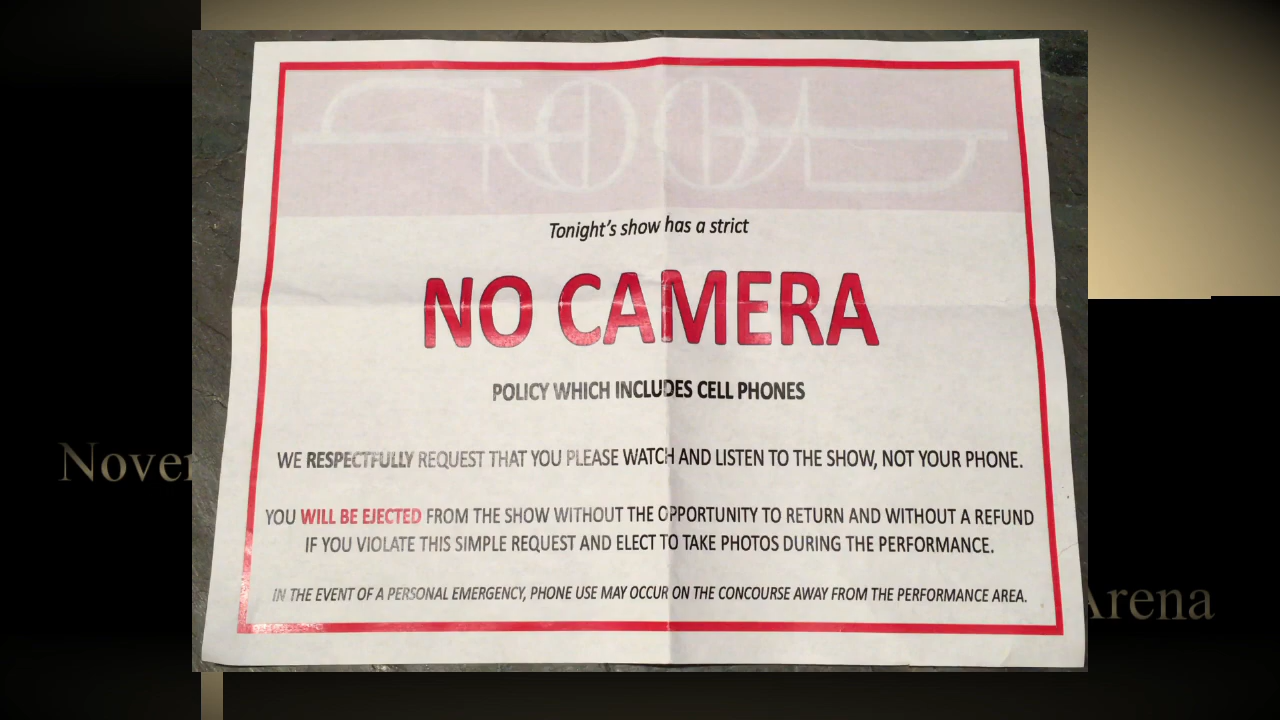 TOOL
Tonight's show has a strict
NO CAMERA
POLICY WHICH INCLUDES CELL PHONES
WE RESPECTFULLY REQUEST THAT YOU PLEASE WATCH AND LISTEN TO THE SHOW, NOT YOUR PHONE.
YOU WILL BE EJECTED FROM THE SHOW WITHOUT THE OPPORTUNITY TO RETURN AND WITHOUT A REFUND
IF YOU VIOLATE THIS SIMPLE REQUEST AND ELECT TO TAKE PHOTOS DURING THE PERFORMANCE.
IN THE EVENT OF A PERSONAL EMERGENCY, PHONE USE MAY OCCUR ON THE CONCOURSE AWAY FROM THE PERFORMANCE AREA.
Arena